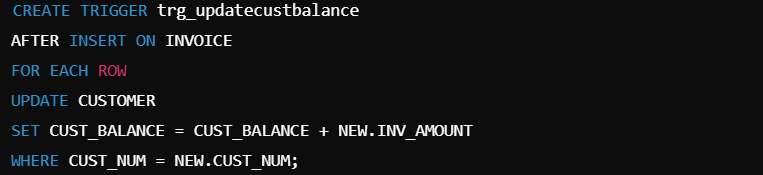 CREATE TRIGGER trg_updatecustbalance
AFTER INSERT ON INVOICE
FOR EACH ROW
UPDATE CUSTOMER
SET CUST_BALANCE = CUST_BALANCE + NEW.INV_AMOUNT
WHERE CUST_NUM = NEW.CUST_NUM;